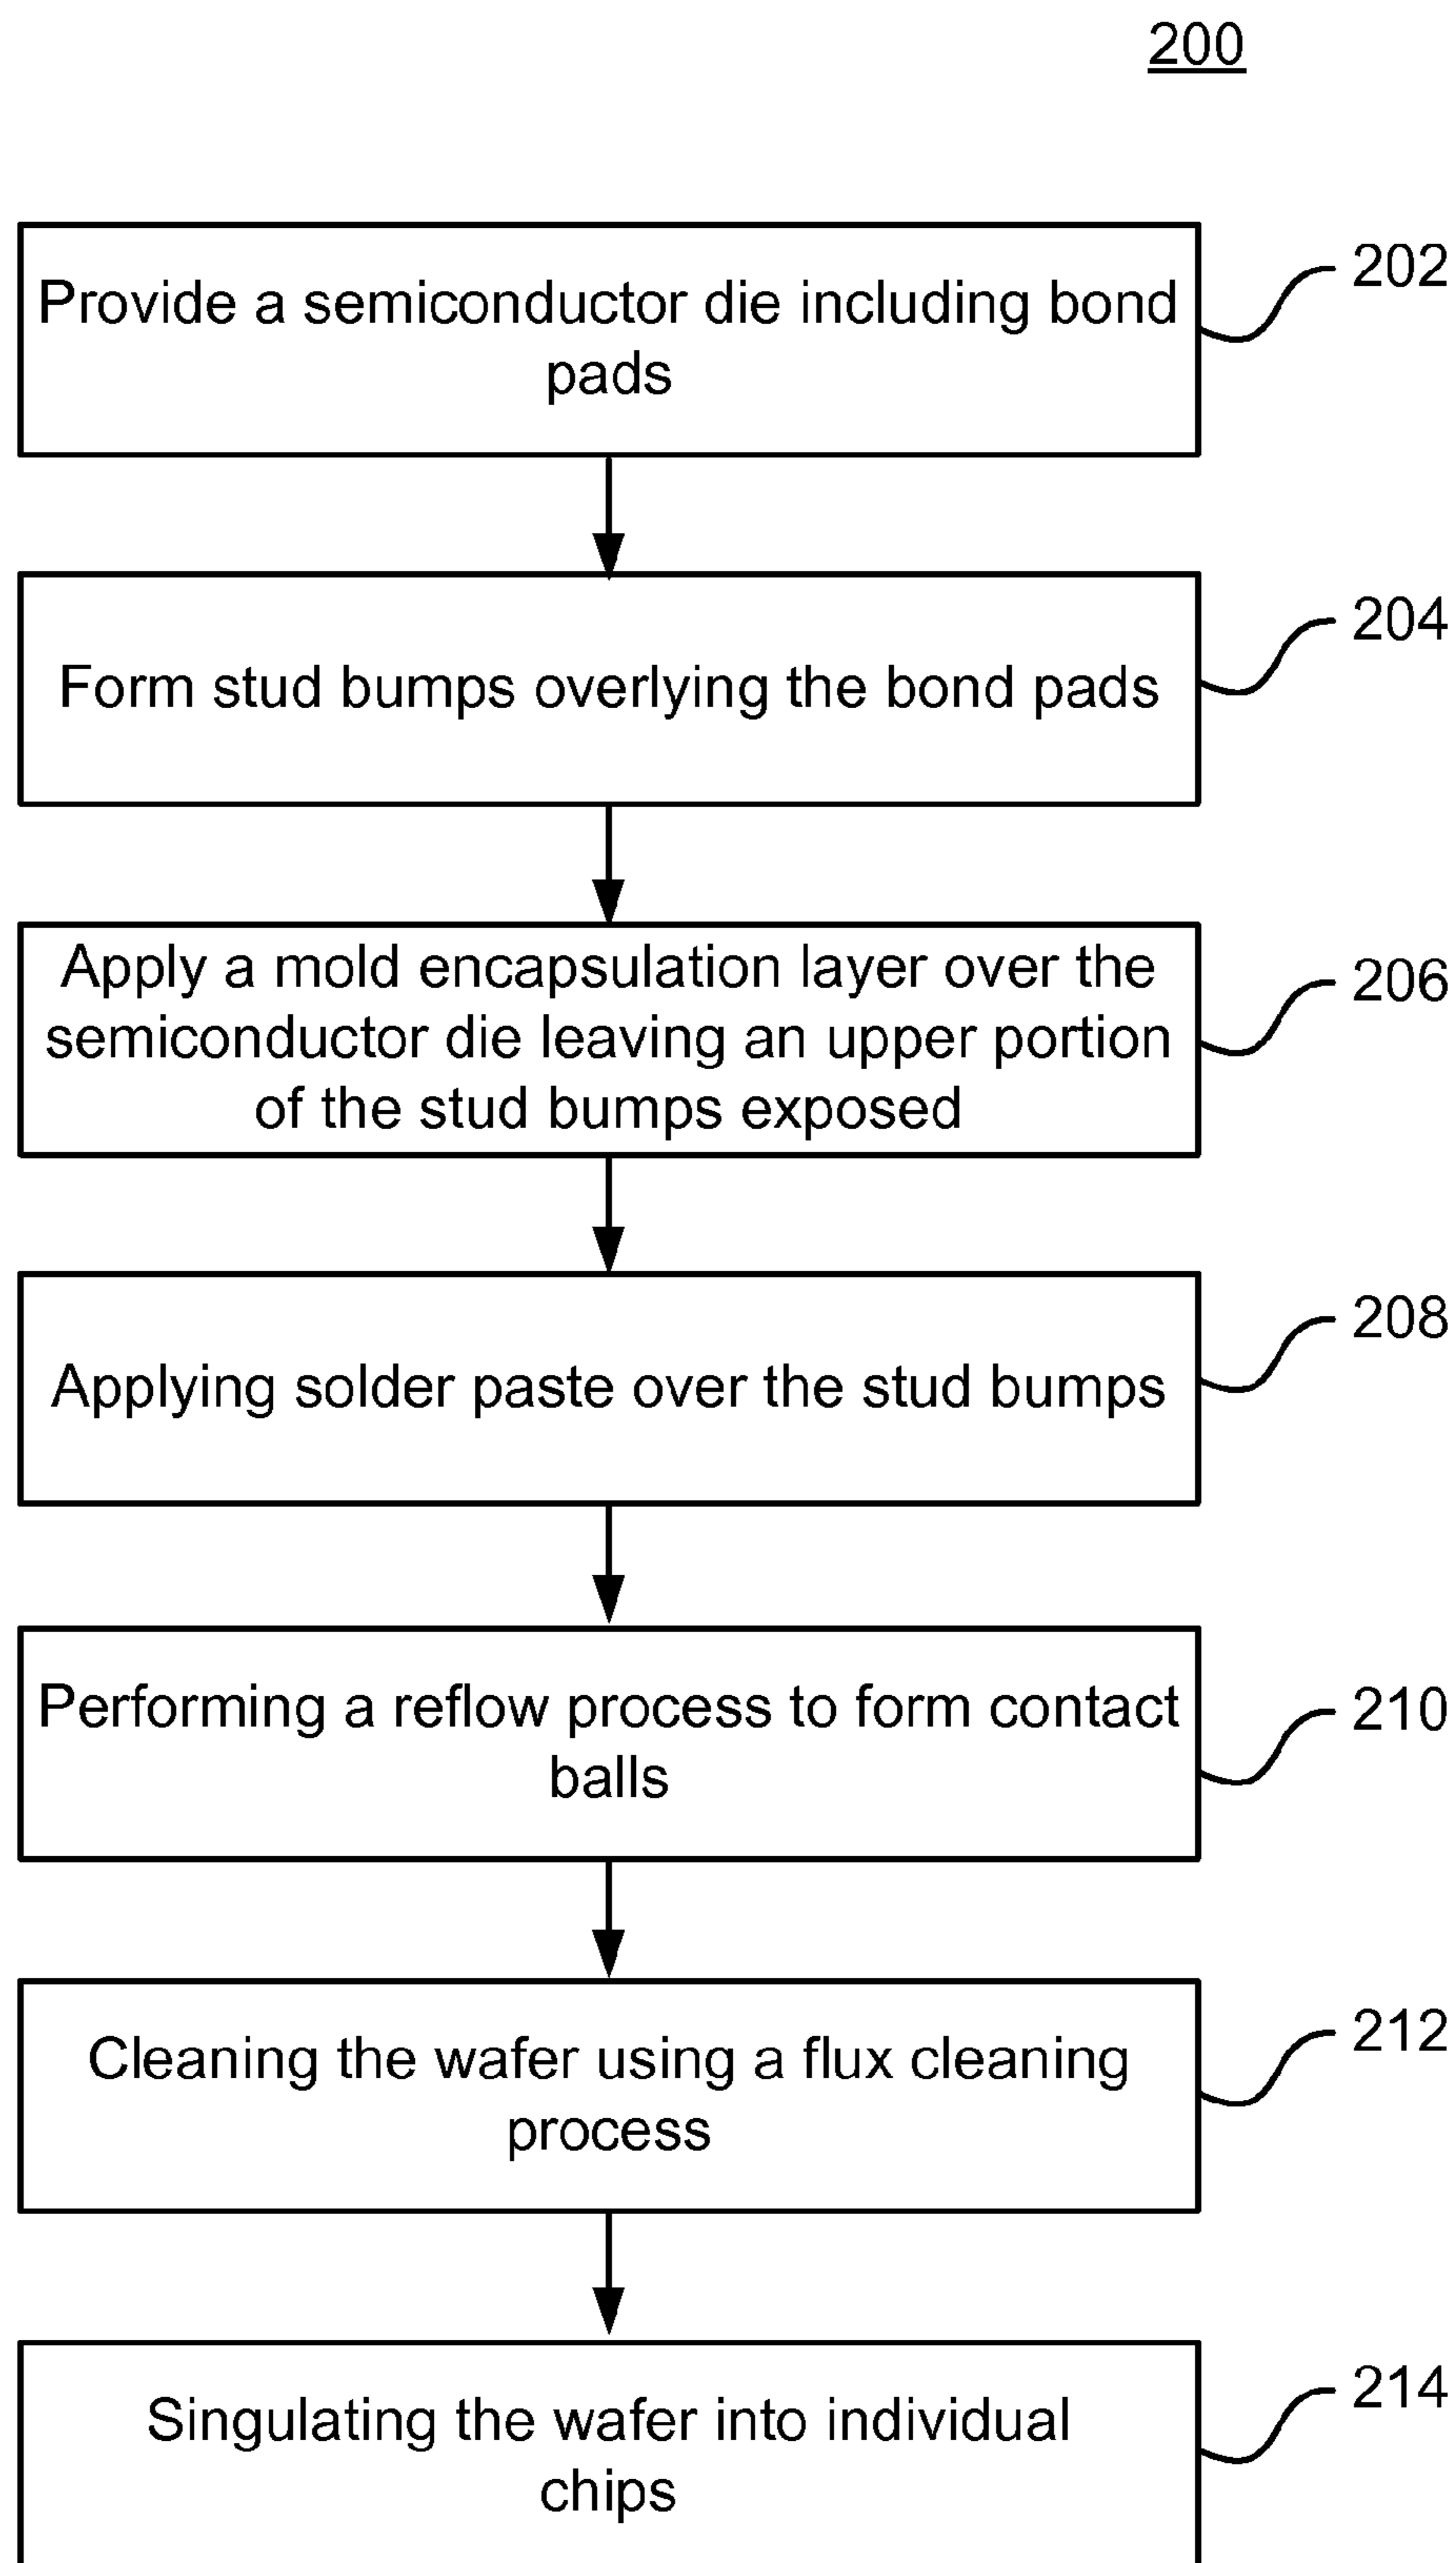 200
Provide a semiconductor die including bond
pads
202
Form stud bumps overlying the bond pads
204
Apply a mold encapsulation layer over the
semiconductor die leaving an upper portion
of the stud bumps exposed
206
Applying solder paste over the stud bumps
208
Performing a reflow process to form contact
balls
210
Cleaning the wafer using a flux cleaning
process
212
Singulating the wafer into individual
chips
214